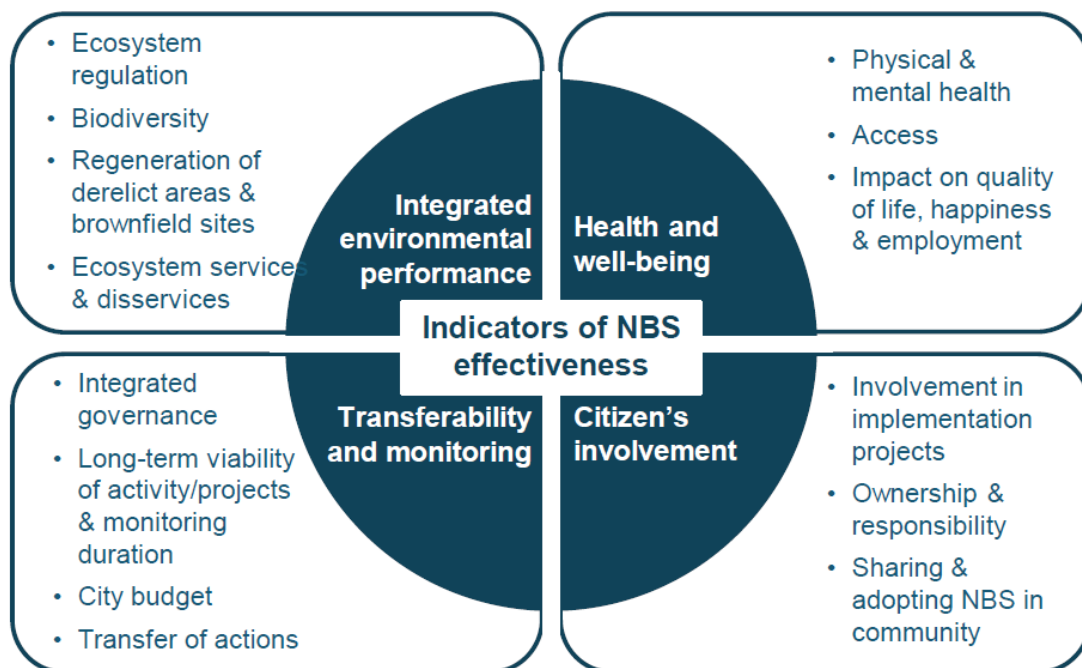 • Ecosystem
regulation
• Biodiversity
• Regeneration of
derelict areas &
brownfield sites
• Ecosystem services
& disservices
Integrated
environmental
performance
Health and
well-being
• Physical &
mental health
• Access
• Impact on quality
of life, happiness
& employment
Indicators of NBS
effectiveness
• Integrated
governance
• Long-term viability
of activity/projects
& monitoring
duration
• City budget
• Transfer of actions
Transferability
and monitoring
Citizen’s
involvement
• Involvement in
implementation
projects
• Ownership &
responsibility
• Sharing &
adopting NBS in
community